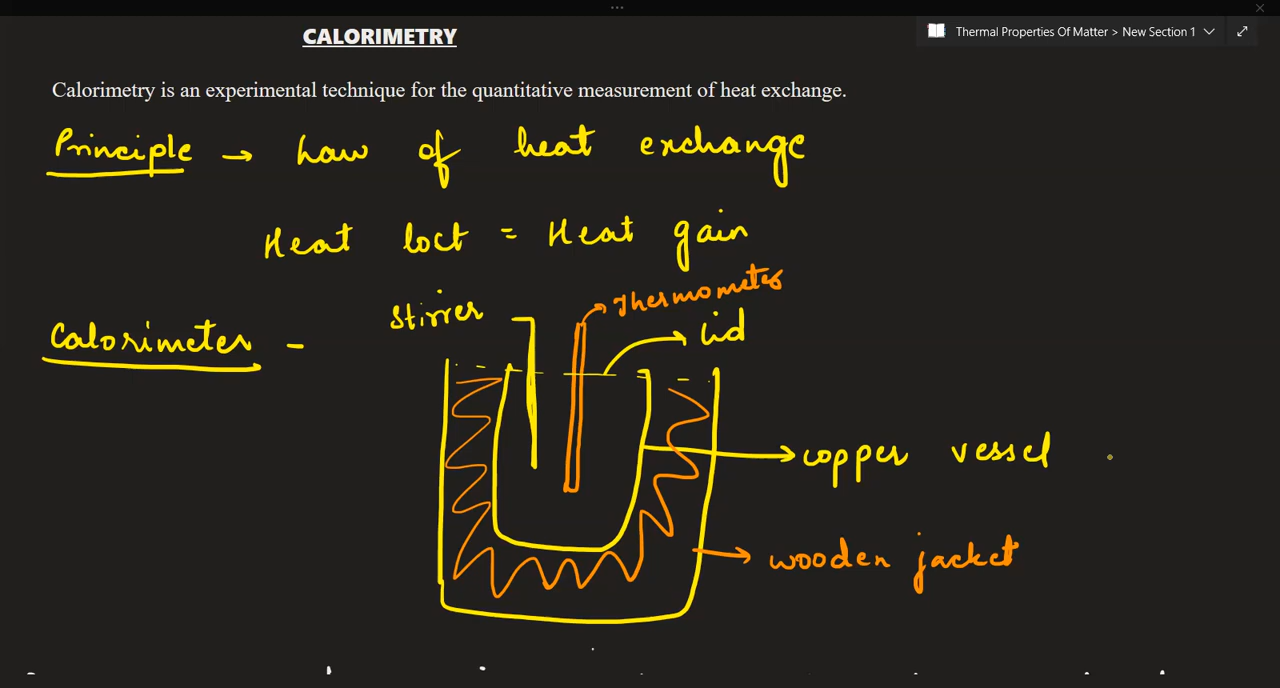 CALORIMETRY
Thermal Properties Of Matter > New Section 1
Calorimetry is an experimental technique for the quantitative measurement of heat exchange.
Principle → Law of heat exchange
Heat loct = Heat gain
Calorimeter -
Stirrer
Thermometer
Lid
copper vessel
wooden jacket